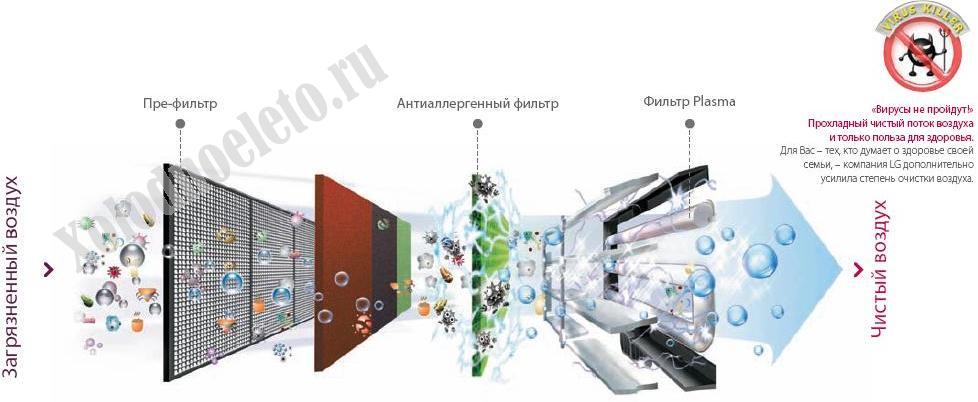 VIRUS KILLER
Пре-фильтр
Антиаллергенный фильтр
Фильтр Plasma
«Вирусы не пройдут!»
Прохладный чистый поток воздуха
и только польза для здоровья.
Для Вас – тех, кто думает о здоровье своей
семьи, – компания LG дополнительно
усилила степень очистки воздуха.
Загрязненный воздух
Чистый воздух
xolodnoeleto.ru